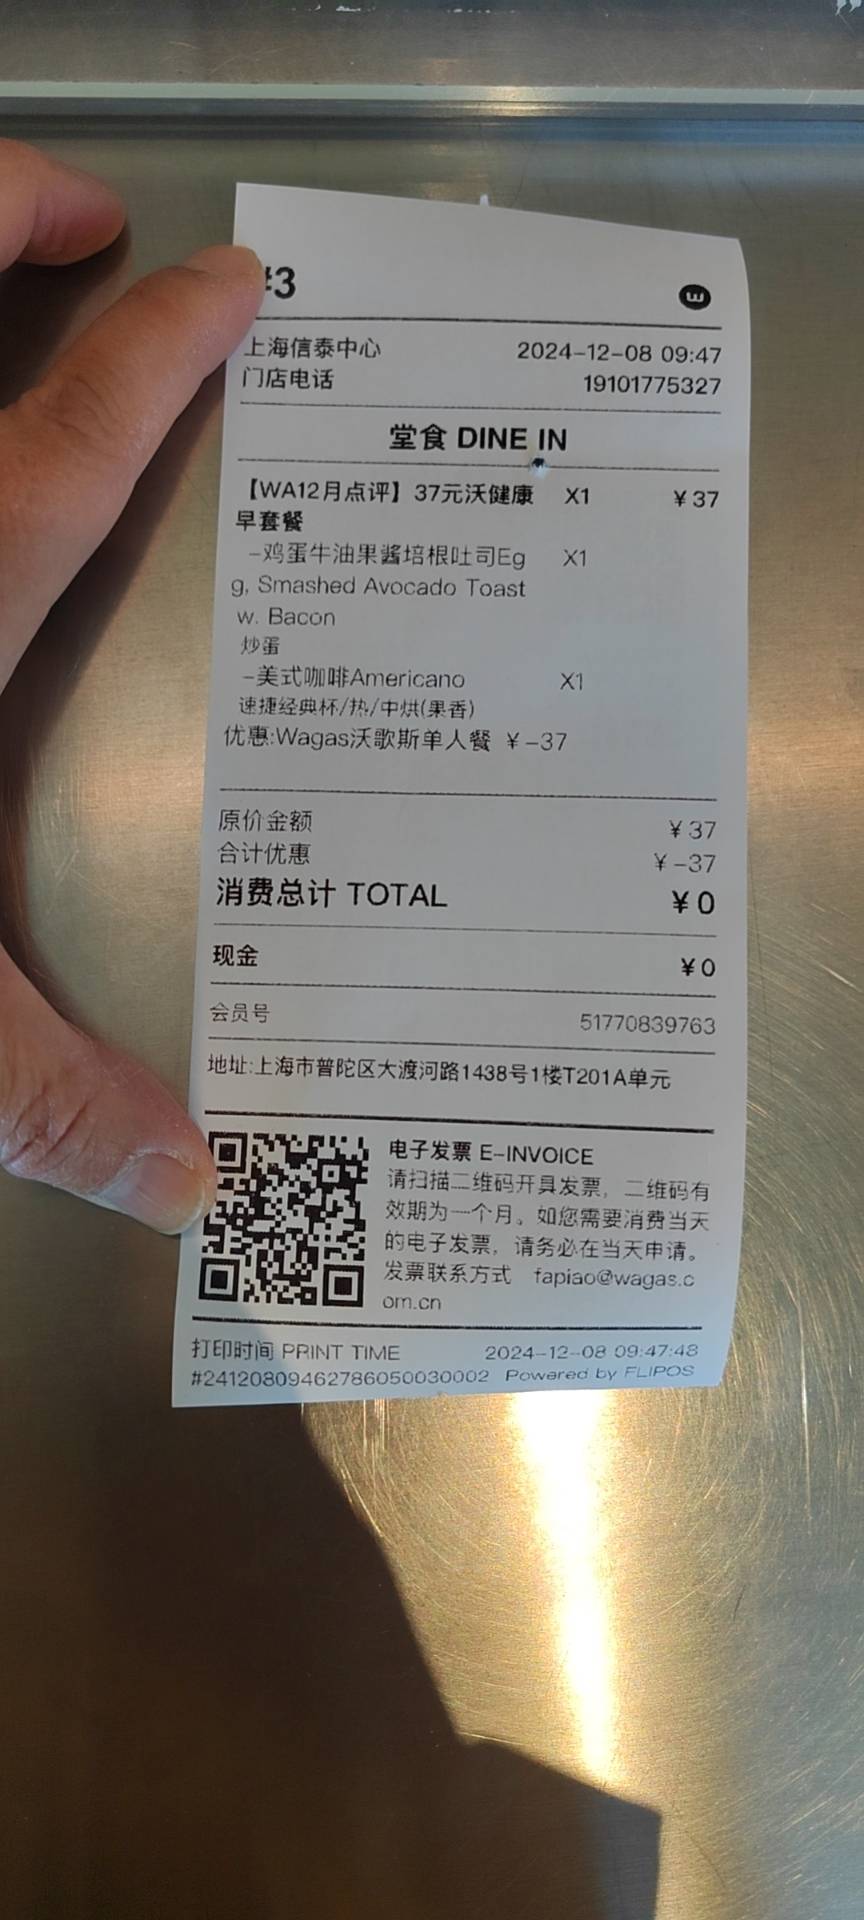 #3
上海信泰中心 2024-12-08 09:47
门店电话 19101775327
堂食 DINE IN
【WA12月点评】37元沃健康 X1 ¥37
早套餐
-鸡蛋牛油果酱培根吐司Eg X1
g, Smashed Avocado Toast
w. Bacon
炒蛋
-美式咖啡Americano X1
速捷经典杯/热/中烘(果香)
优惠:Wagas沃歌斯单人餐 ¥-37
原价金额 ¥37
合计优惠 ¥-37
消费总计 TOTAL ¥0
现金 ¥0
会员号 51770839763
地址:上海市普陀区大渡河路1438号1楼T201A单元
电子发票 E-INVOICE
请扫描二维码开具发票，二维码有
效期为一个月。如您需要消费当天
的电子发票，请务必在当天申请。
发票联系方式 fapiao@wagas.c
om.cn
打印时间 PRINT TIME 2024-12-08 09:47:48
#24120809462786050030002 Powered by FLIPOS